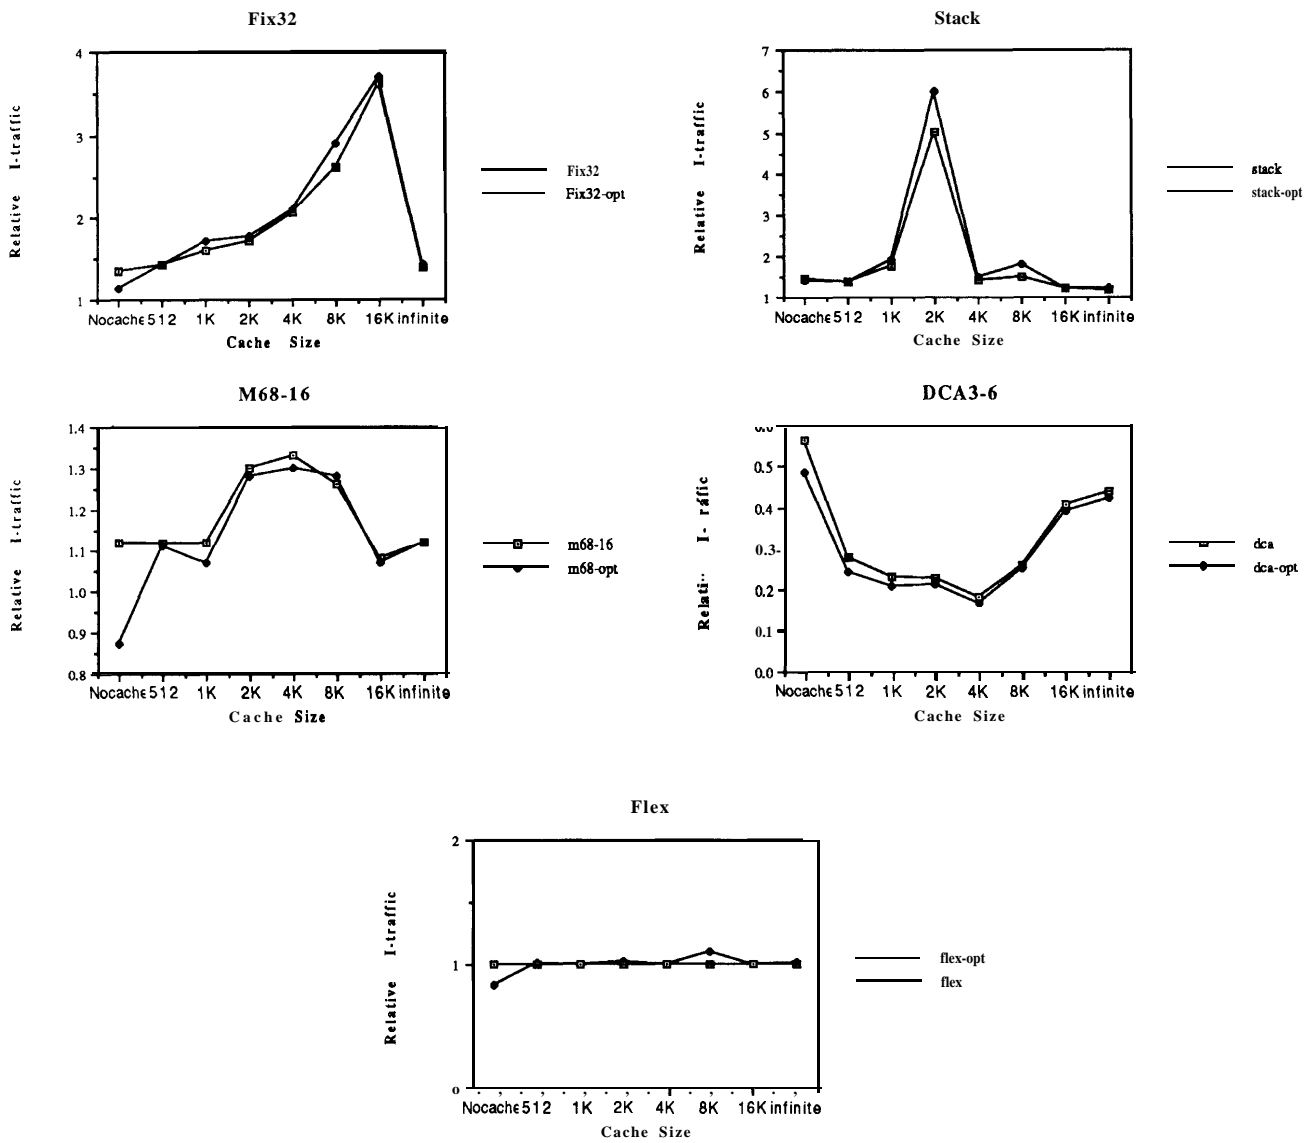 Fix32
4
3
2
1
Relative I-traffic
Nocache 512 1K 2K 4K 8K 16K infinite
Cache Size
Fix32
Fix32-opt
Stack
7
6
5
4
3
2
1
Relative I-traffic
Nocache 512 1K 2K 4K 8K 16K infinite
Cache Size
stack
stack-opt
M68-16
1.4
1.3
1.2
1.1
1.0
0.9
0.8
Relative I-traffic
Nocache 512 1K 2K 4K 8K 16K infinite
Cache Size
m68-16
m68-opt
DCA3-6
0.5
0.4
0.3
0.2
0.1
0.0
Nocache 512 1K 2K 4K 8K 16K infinite
Cache Size
dca
dca-opt
Flex
2
1
0
Relative I-traffic
Nocache 512 1K 2K 4K 8K 16K infinite
Cache Size
flex-opt
flex